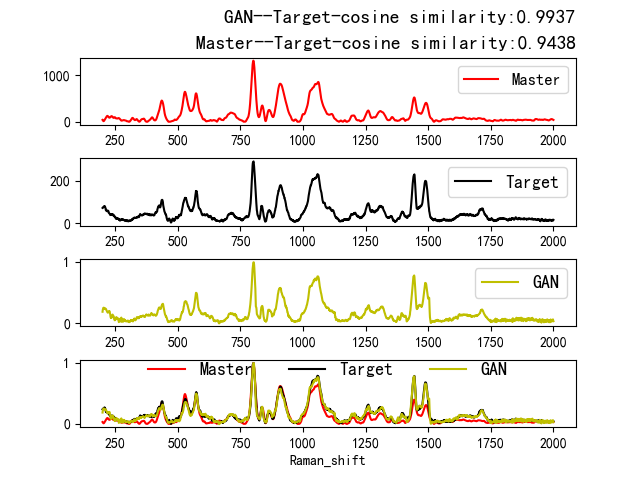 GAN--Target-cosine similarity:0.9937
Master--Target-cosine similarity:0.9438
1000
0
Master
250 500 750 1000 1250 1500 1750 2000
200
0
Target
250 500 750 1000 1250 1500 1750 2000
1
0
GAN
250 500 750 1000 1250 1500 1750 2000
1
0
Master Target GAN
250 500 750 1000 1250 1500 1750 2000
Raman_shift